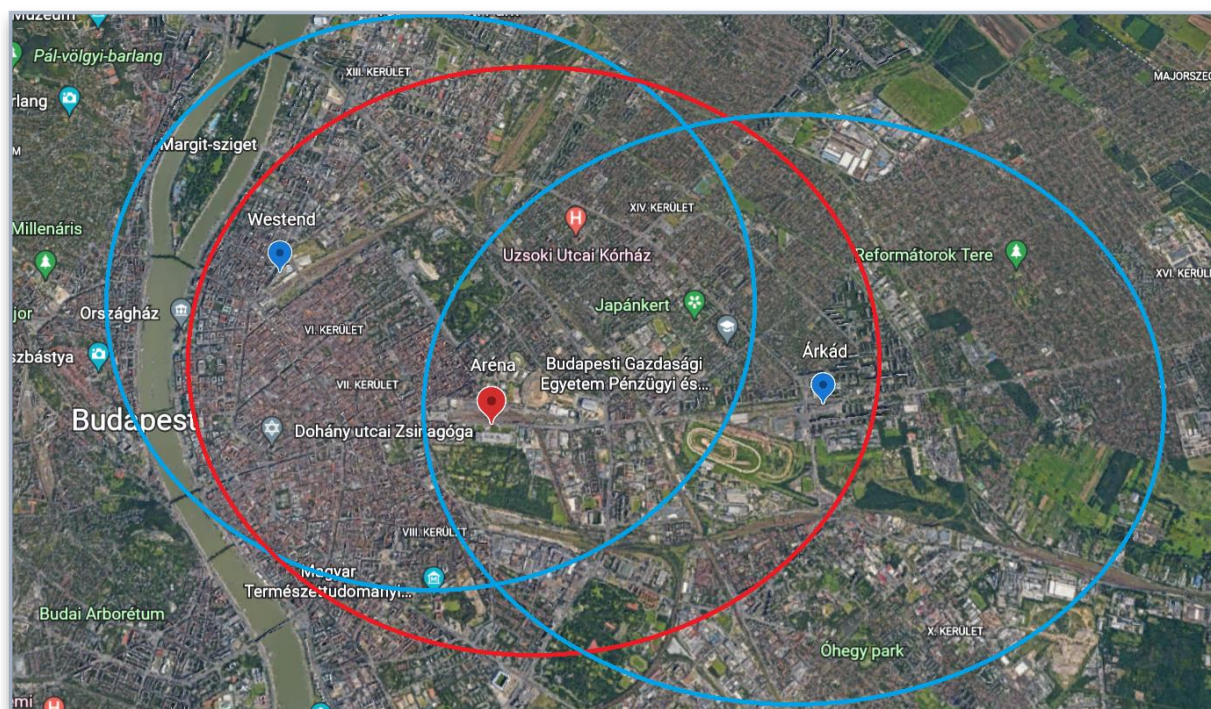 Múzeum
Pál-völgyi-barlang
XIII. KERÜLET
MAJORSZEG
Margit-sziget
Westend
XIV. KERÜLET
Millenáris
Uzsoki Utcai Kórház
Reformátorok Tere
XVI. KERÜLET
Országház
Japánkert
VI. KERÜLET
Árkád
Aréna
Budapesti Gazdasági
Egyetem Pénzügyi és...
VII. KERÜLET
Budapest
Dohány utcai Zsinagóga
VIII. KERÜLET
Magyar
Természettudományi...
Budai Arborétum
X. KERÜLET
Óhegy park